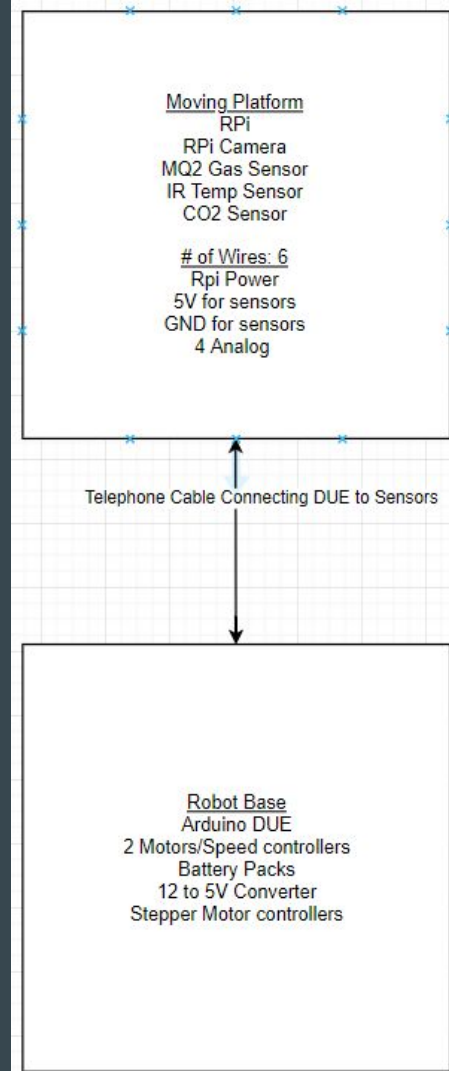 Moving Platform
RPi
RPi Camera
MQ2 Gas Sensor
IR Temp Sensor
CO2 Sensor
# of Wires: 6
Rpi Power
5V for sensors
GND for sensors
4 Analog
Telephone Cable Connecting DUE to Sensors
Robot Base
Arduino DUE
2 Motors/Speed controllers
Battery Packs
12 to 5V Converter
Stepper Motor controllers